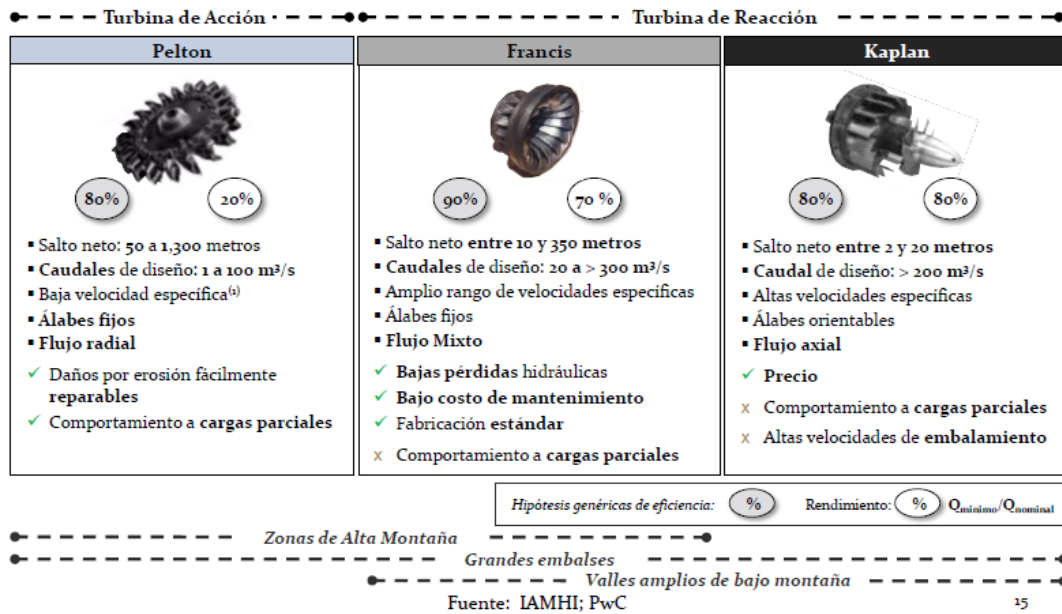 Turbina de Acción
Turbina de Reacción
Pelton
80%
20%
▪ Salto neto: 50 a 1,300 metros
▪ Caudales de diseño: 1 a 100 m³/s
▪ Baja velocidad específica⁽¹⁾
▪ Álabes fijos
▪ Flujo radial
✓ Daños por erosión fácilmente
reparables
✓ Comportamiento a cargas parciales
Francis
90%
70 %
▪ Salto neto entre 10 y 350 metros
▪ Caudales de diseño: 20 a > 300 m³/s
▪ Amplio rango de velocidades específicas
▪ Álabes fijos
▪ Flujo Mixto
✓ Bajas pérdidas hidráulicas
✓ Bajo costo de mantenimiento
✓ Fabricación estándar
x Comportamiento a cargas parciales
Kaplan
80%
80%
▪ Salto neto entre 2 y 20 metros
▪ Caudal de diseño: > 200 m³/s
▪ Altas velocidades específicas
▪ Álabes orientables
▪ Flujo axial
✓ Precio
x Comportamiento a cargas parciales
x Altas velocidades de embalamiento
Hipótesis genéricas de eficiencia: % Rendimiento: % Qminimo/Qnominal
Zonas de Alta Montaña
Grandes embalses
Valles amplios de bajo montaña
Fuente: IAMHI; PwC
15